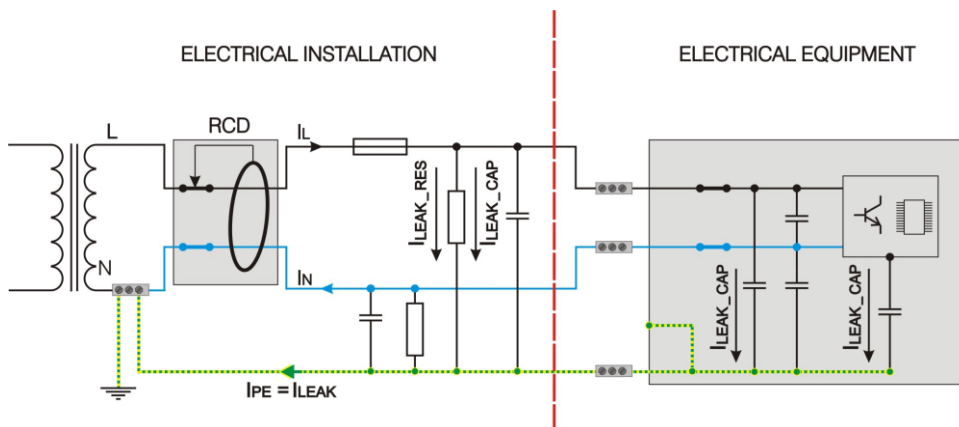 ELECTRICAL INSTALLATION
ELECTRICAL EQUIPMENT
L
RCD
IL
ILEAK_RES
ILEAK_CAP
N
IN
ILEAK_CAP
ILEAK_CAP
IPE = ILEAK